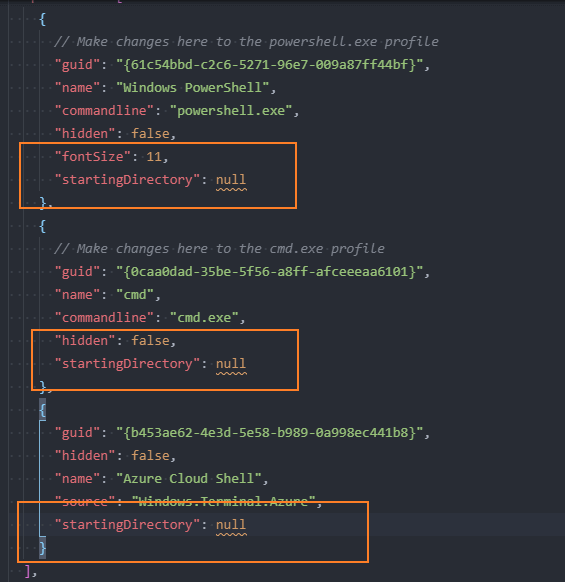 {
// Make changes here to the powershell.exe profile
"guid": "{61c54bbd-c2c6-5271-96e7-009a87ff44bf}",
"name": "Windows PowerShell",
"commandline": "powershell.exe",
"hidden": false,
"fontSize": 11,
"startingDirectory": null
},
{
// Make changes here to the cmd.exe profile
"guid": "{0caa0dad-35be-5f56-a8ff-afceeeaa6101}",
"name": "cmd",
"commandline": "cmd.exe",
"hidden": false,
"startingDirectory": null
},
{
"guid": "{b453ae62-4e3d-5e58-b989-0a998ec441b8}",
"hidden": false,
"name": "Azure Cloud Shell",
"source": "Windows.Terminal.Azure",
"startingDirectory": null
}
],